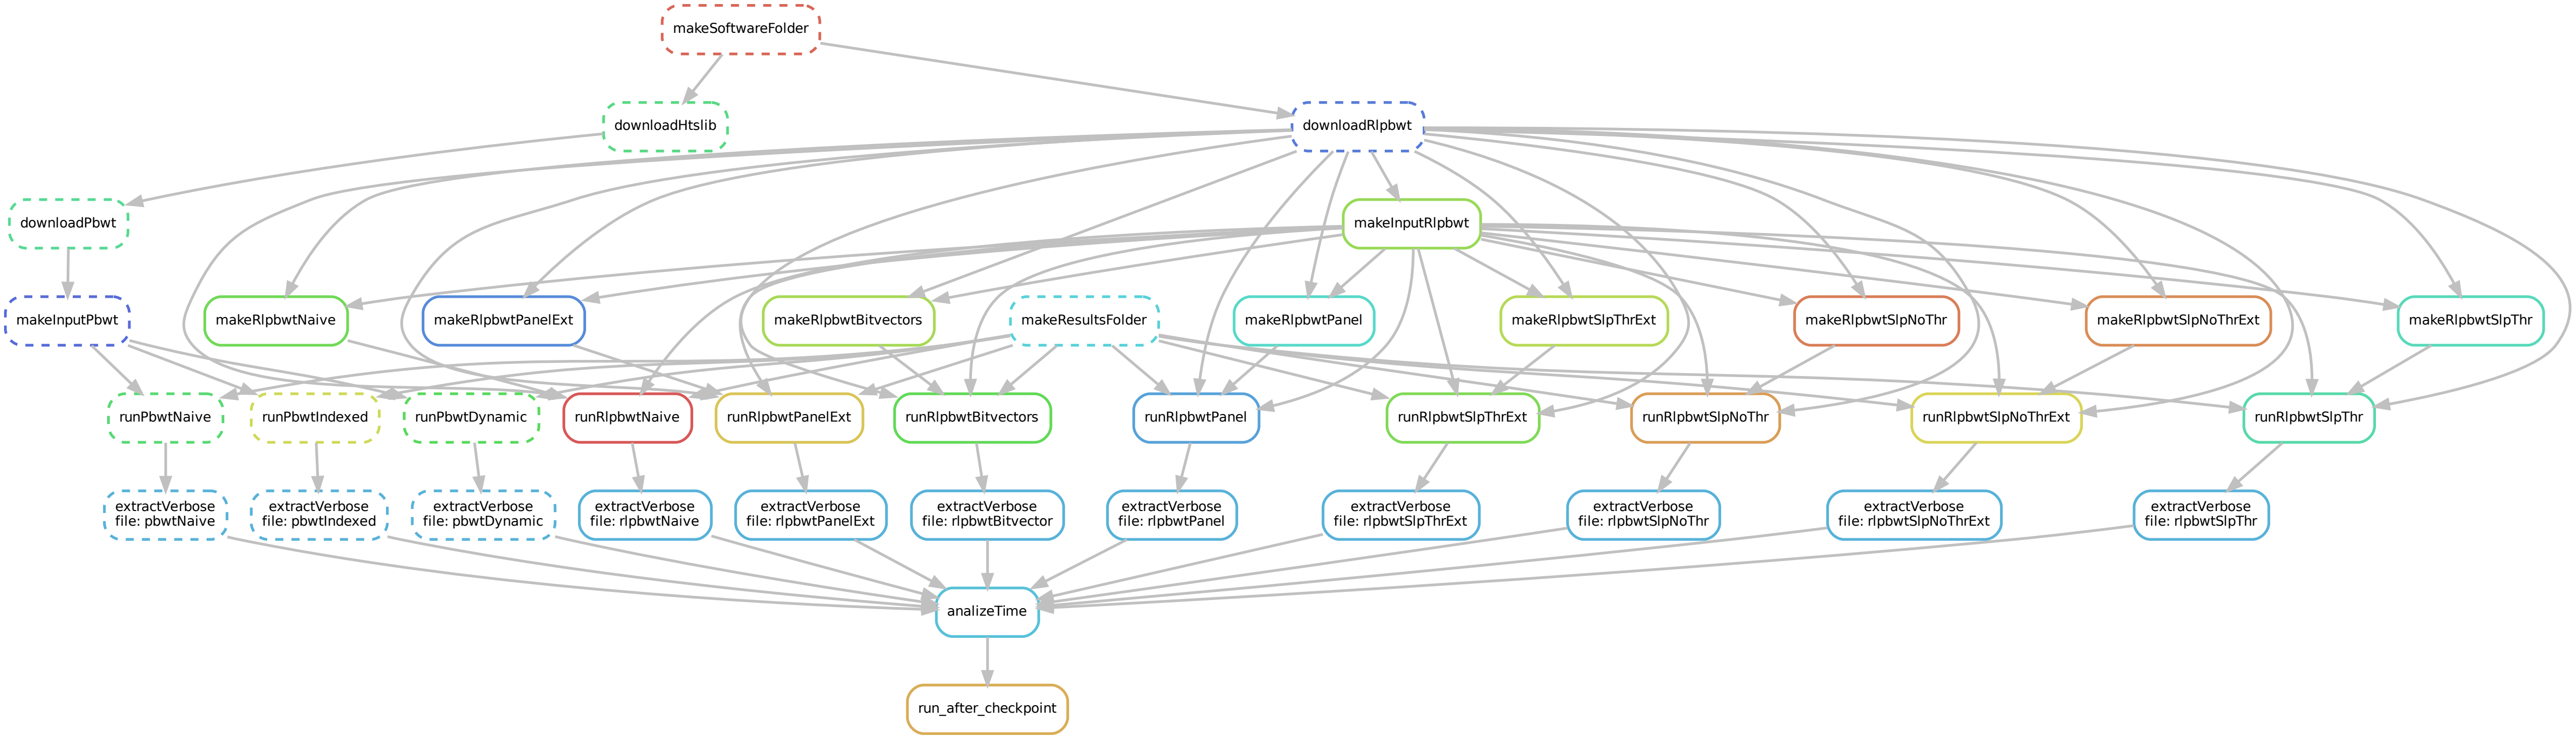 makeSoftwareFolder
downloadHtslib
downloadRlpbwt
downloadPbwt
makeInputRlpbwt
makeInputPbwt
makeRlpbwtNaive
makeRlpbwtPanelExt
makeRlpbwtBitvectors
makeResultsFolder
makeRlpbwtPanel
makeRlpbwtSlpThrExt
makeRlpbwtSlpNoThr
makeRlpbwtSlpNoThrExt
makeRlpbwtSlpThr
runPbwtNaive
runPbwtIndexed
runPbwtDynamic
runRlpbwtNaive
runRlpbwtPanelExt
runRlpbwtBitvectors
runRlpbwtPanel
runRlpbwtSlpThrExt
runRlpbwtSlpNoThr
runRlpbwtSlpNoThrExt
runRlpbwtSlpThr
extractVerbose
file: pbwtNaive
extractVerbose
file: pbwtIndexed
extractVerbose
file: pbwtDynamic
extractVerbose
file: rlpbwtNaive
extractVerbose
file: rlpbwtPanelExt
extractVerbose
file: rlpbwtBitvector
extractVerbose
file: rlpbwtPanel
extractVerbose
file: rlpbwtSlpThrExt
extractVerbose
file: rlpbwtSlpNoThr
extractVerbose
file: rlpbwtSlpNoThrExt
extractVerbose
file: rlpbwtSlpThr
analizeTime
run_after_checkpoint